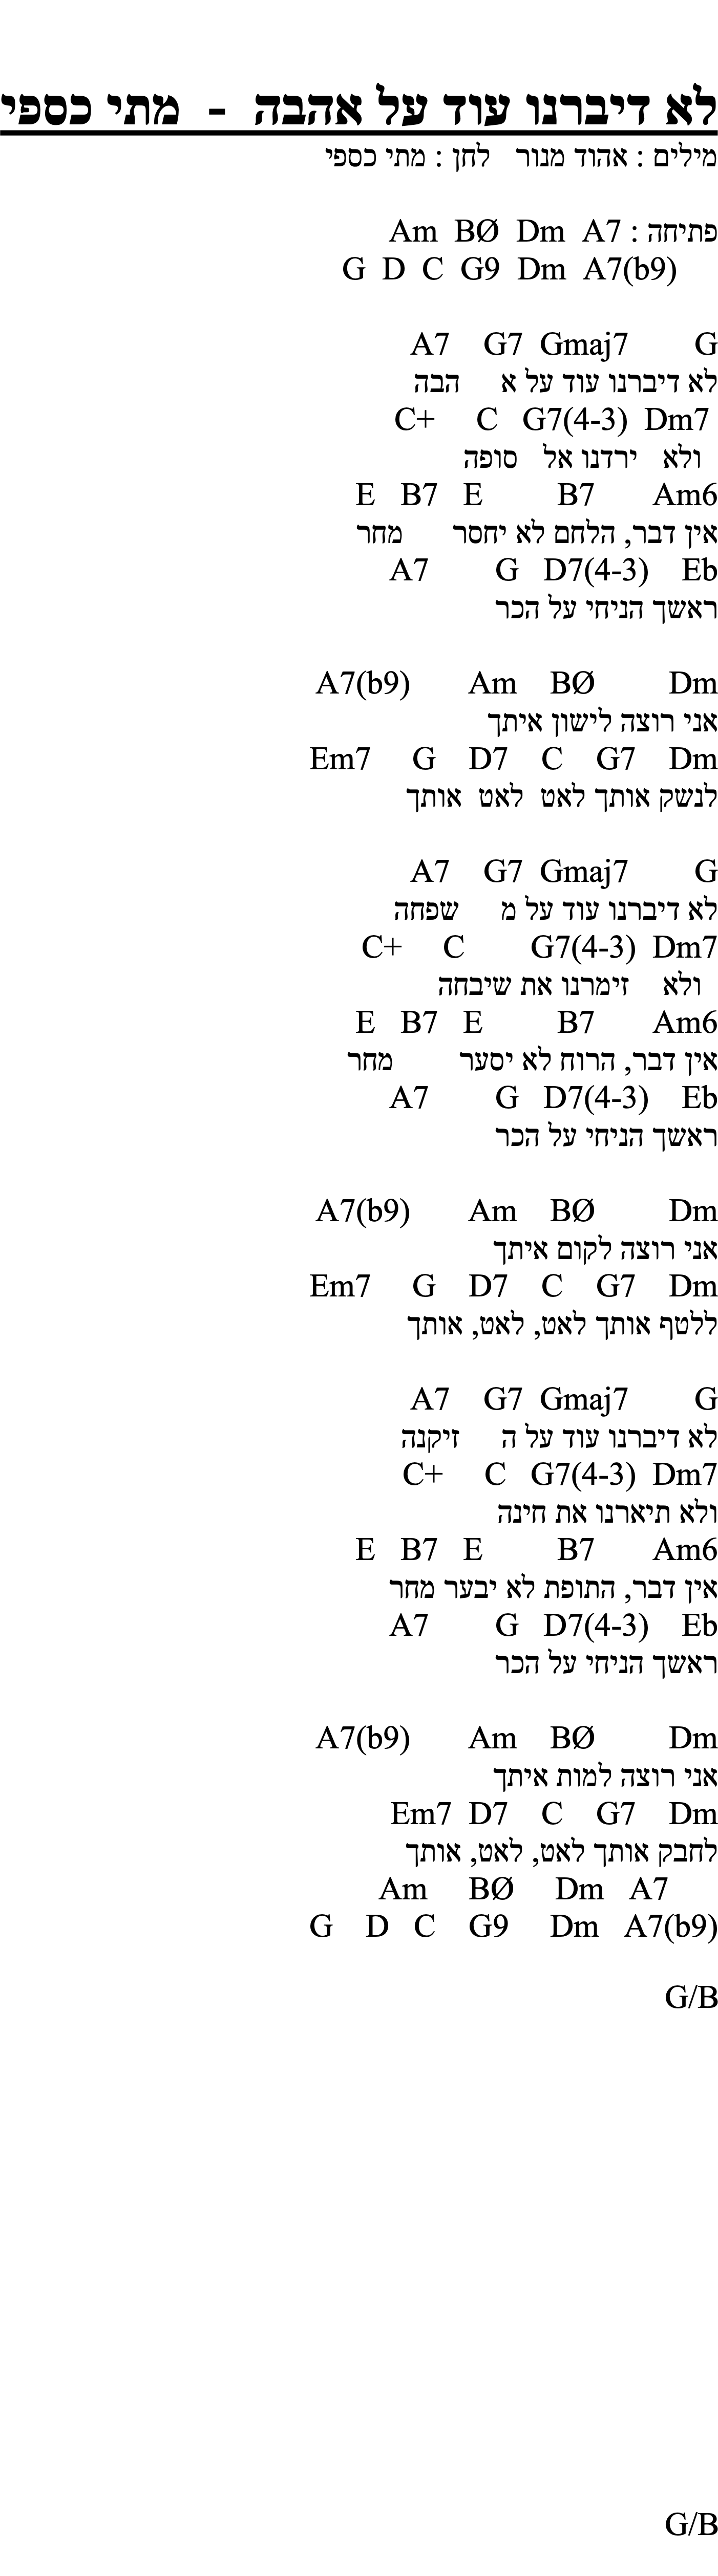 לא דיברנו עוד על אהבה - מתי כספי
מילים : אהוד מנור לחן : מתי כספי
פתיחה : Am BØ Dm A7
G D C G9 Dm A7(b9)
A7 G7 Gmaj7 G
לא דיברנו עוד על א הבה
C+ C G7(4-3) Dm7
ולא ירדנו אל סופה
E B7 E B7 Am6
אין דבר, הלחם לא יחסר מחר
A7 G D7(4-3) Eb
ראשך הניחי על הכר
A7(b9) Am BØ Dm
אני רוצה לישון איתך
Em7 G D7 C G7 Dm
לנשק אותך לאט לאט אותך
A7 G7 Gmaj7 G
לא דיברנו עוד על מ שפחה
C+ C G7(4-3) Dm7
ולא זימרנו את שיבחה
E B7 E B7 Am6
אין דבר, הרוח לא יסער מחר
A7 G D7(4-3) Eb
ראשך הניחי על הכר
A7(b9) Am BØ Dm
אני רוצה לקום איתך
Em7 G D7 C G7 Dm
ללטף אותך לאט, לאט, אותך
A7 G7 Gmaj7 G
לא דיברנו עוד על ה זיקנה
C+ C G7(4-3) Dm7
ולא תיארנו את חינה
E B7 E B7 Am6
אין דבר, התופת לא יבער מחר
A7 G D7(4-3) Eb
ראשך הניחי על הכר
A7(b9) Am BØ Dm
אני רוצה למות איתך
Em7 D7 C G7 Dm
לחבק אותך לאט, לאט, אותך
Am BØ Dm A7
G D C G9 Dm A7(b9)
G/B
G/B